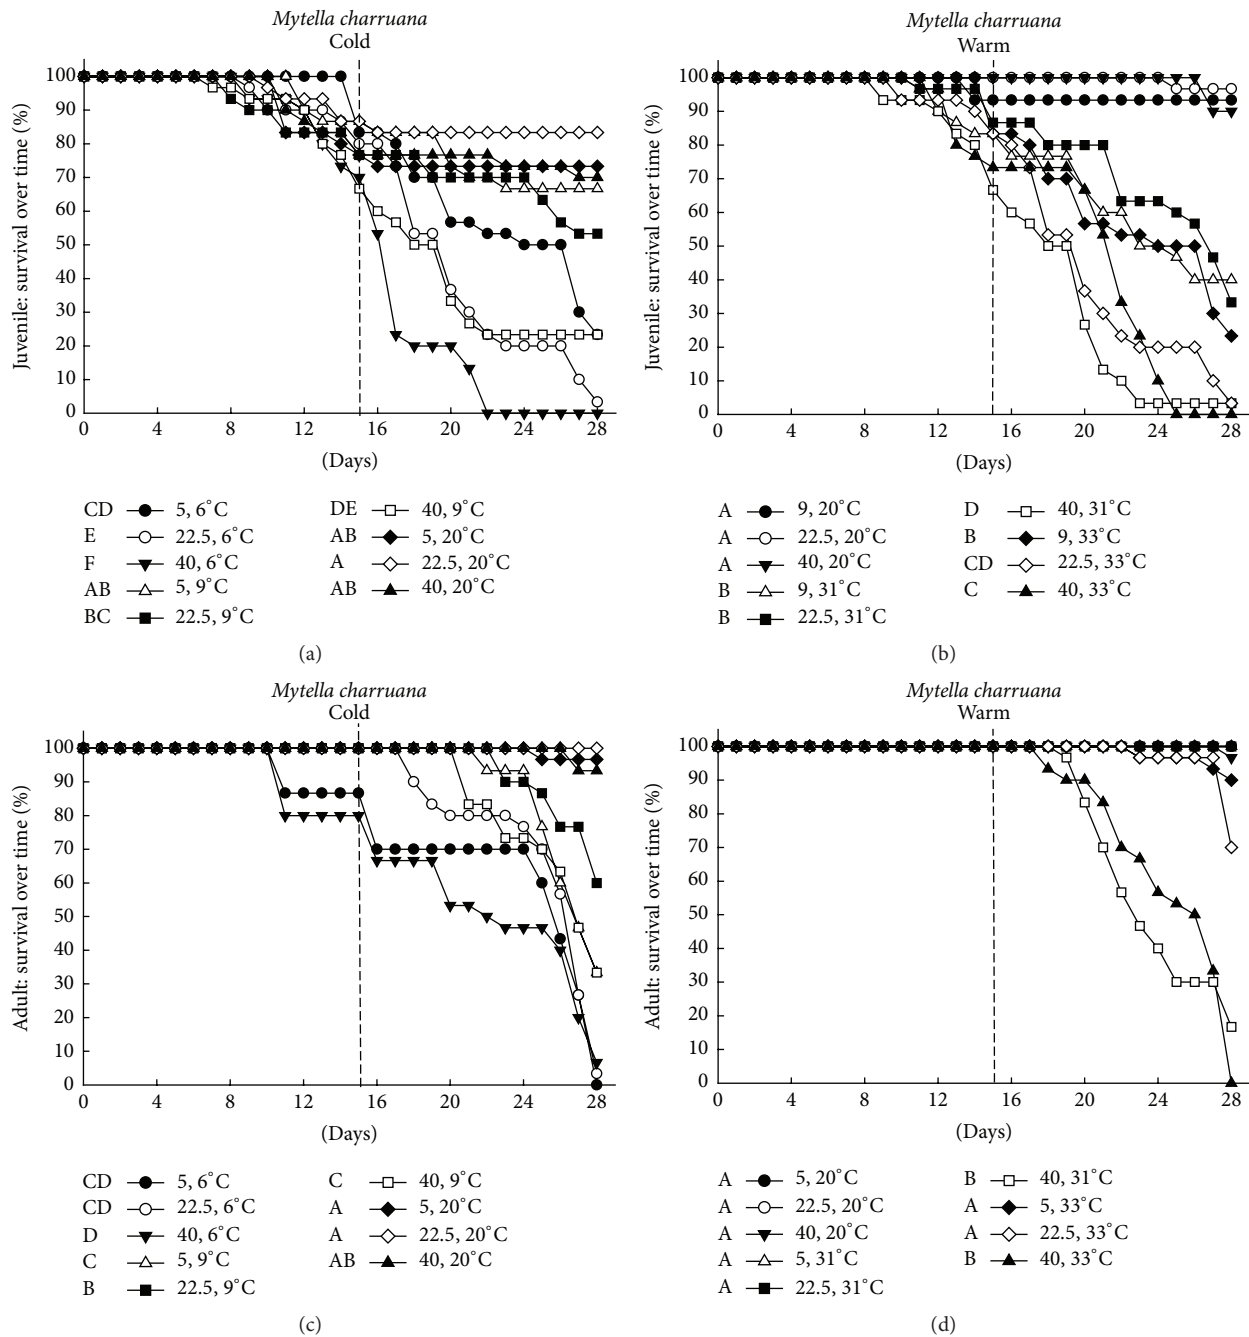 Mytella charruana
Cold
Juvenile: survival over time (%)
100
90
80
70
60
50
40
30
20
10
0
0 4 8 12 16 20 24 28
(Days)
CD 5, 6°C
E 22.5, 6°C
F 40, 6°C
AB 5, 9°C
BC 22.5, 9°C
DE 40, 9°C
AB 5, 20°C
A 22.5, 20°C
AB 40, 20°C
(a)
Mytella charruana
Warm
Juvenile: survival over time (%)
100
90
80
70
60
50
40
30
20
10
0
0 4 8 12 16 20 24 28
(Days)
A 9, 20°C
A 22.5, 20°C
A 40, 20°C
B 9, 31°C
B 22.5, 31°C
D 40, 31°C
B 9, 33°C
CD 22.5, 33°C
C 40, 33°C
(b)
Mytella charruana
Cold
Adult: survival over time (%)
100
90
80
70
60
50
40
30
20
10
0
0 4 8 12 16 20 24 28
(Days)
CD 5, 6°C
CD 22.5, 6°C
D 40, 6°C
C 5, 9°C
B 22.5, 9°C
C 40, 9°C
A 5, 20°C
A 22.5, 20°C
AB 40, 20°C
(c)
Mytella charruana
Warm
Adult: survival over time (%)
100
90
80
70
60
50
40
30
20
10
0
0 4 8 12 16 20 24 28
(Days)
A 5, 20°C
A 22.5, 20°C
A 40, 20°C
A 5, 31°C
A 22.5, 31°C
B 40, 31°C
A 5, 33°C
A 22.5, 33°C
B 40, 33°C
(d)